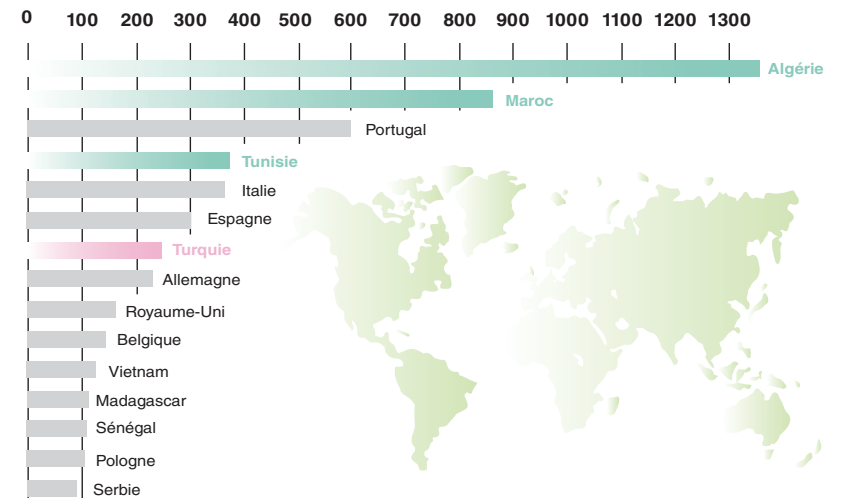 0 100 200 300 400 500 600 700 800 900 1000 1100 1200 1300
Algérie
Maroc
Portugal
Tunisie
Italie
Espagne
Turquie
Allemagne
Royaume-Uni
Belgique
Vietnam
Madagascar
Sénégal
Pologne
Serbie